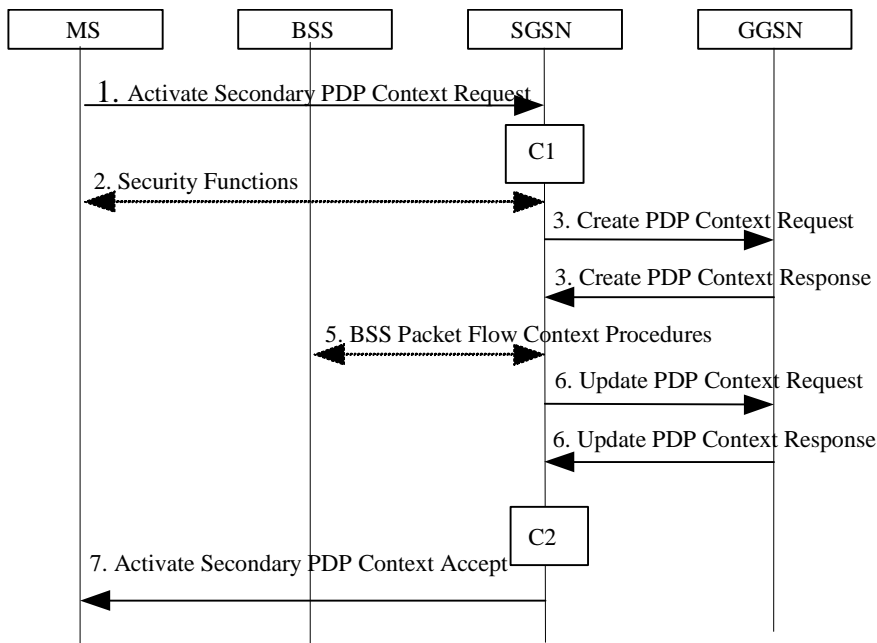 MS
BSS
SGSN
GGSN
1. Activate Secondary PDP Context Request
C1
2. Security Functions
3. Create PDP Context Request
3. Create PDP Context Response
5. BSS Packet Flow Context Procedures
6. Update PDP Context Request
6. Update PDP Context Response
C2
7. Activate Secondary PDP Context Accept